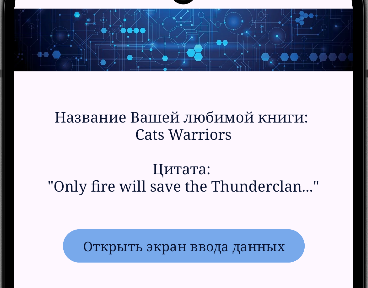 Название Вашей любимой книги:
Cats Warriors
Цитата:
"Only fire will save the Thunderclan..."
Открыть экран ввода данных